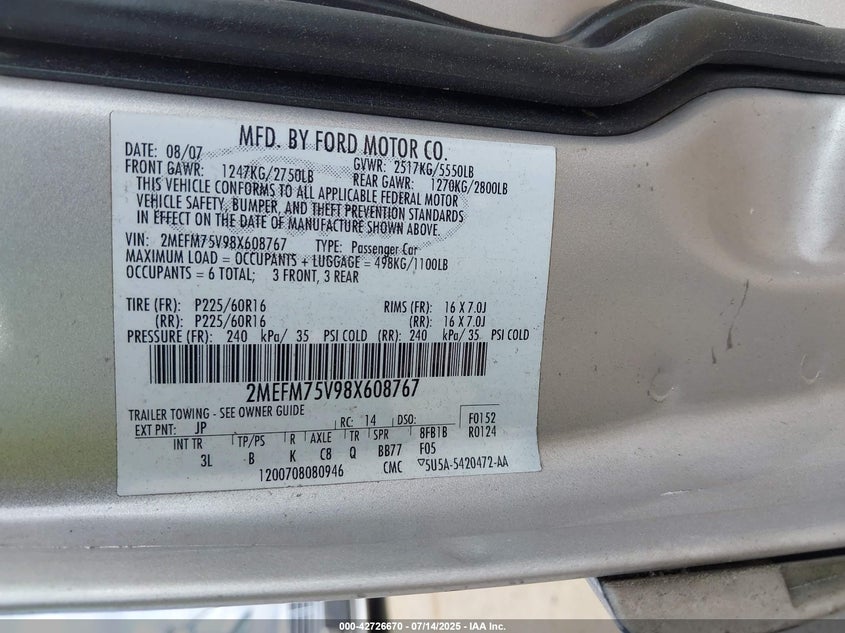 MFD. BY FORD MOTOR CO.
DATE: 08/07 GVWR: 2517KG/5550LB
FRONT GAWR: 1247KG/2750LB REAR GAWR: 1270KG/2800LB
THIS VEHICLE CONFORMS TO ALL APPLICABLE FEDERAL MOTOR
VEHICLE SAFETY, BUMPER, AND THEFT PREVENTION STANDARDS
IN EFFECT ON THE DATE OF MANUFACTURE SHOWN ABOVE.
VIN: 2MEFM75V98X608767 TYPE: Passenger Car
MAXIMUM LOAD = OCCUPANTS + LUGGAGE = 498KG/1100LB
OCCUPANTS = 6 TOTAL; 3 FRONT, 3 REAR
TIRE (FR): P225/60R16 RIMS (FR): 16 X 7.0J
(RR): P225/60R16 (RR): 16 X 7.0J
PRESSURE (FR): 240 kPa/ 35 PSI COLD (RR): 240 kPa/ 35 PSI COLD
2MEFM75V98X608767
TRAILER TOWING - SEE OWNER GUIDE
EXT PNT: JP RC: 14 DSO: F0152
INT TR TP/PS R AXLE TR SPR 8FB1B R0124
3L B K C8 Q BB77 F05
1200708080946 CMC ▽5U5A-5420472-AA
000-42726670 - 07/14/2025 - IAA Inc.